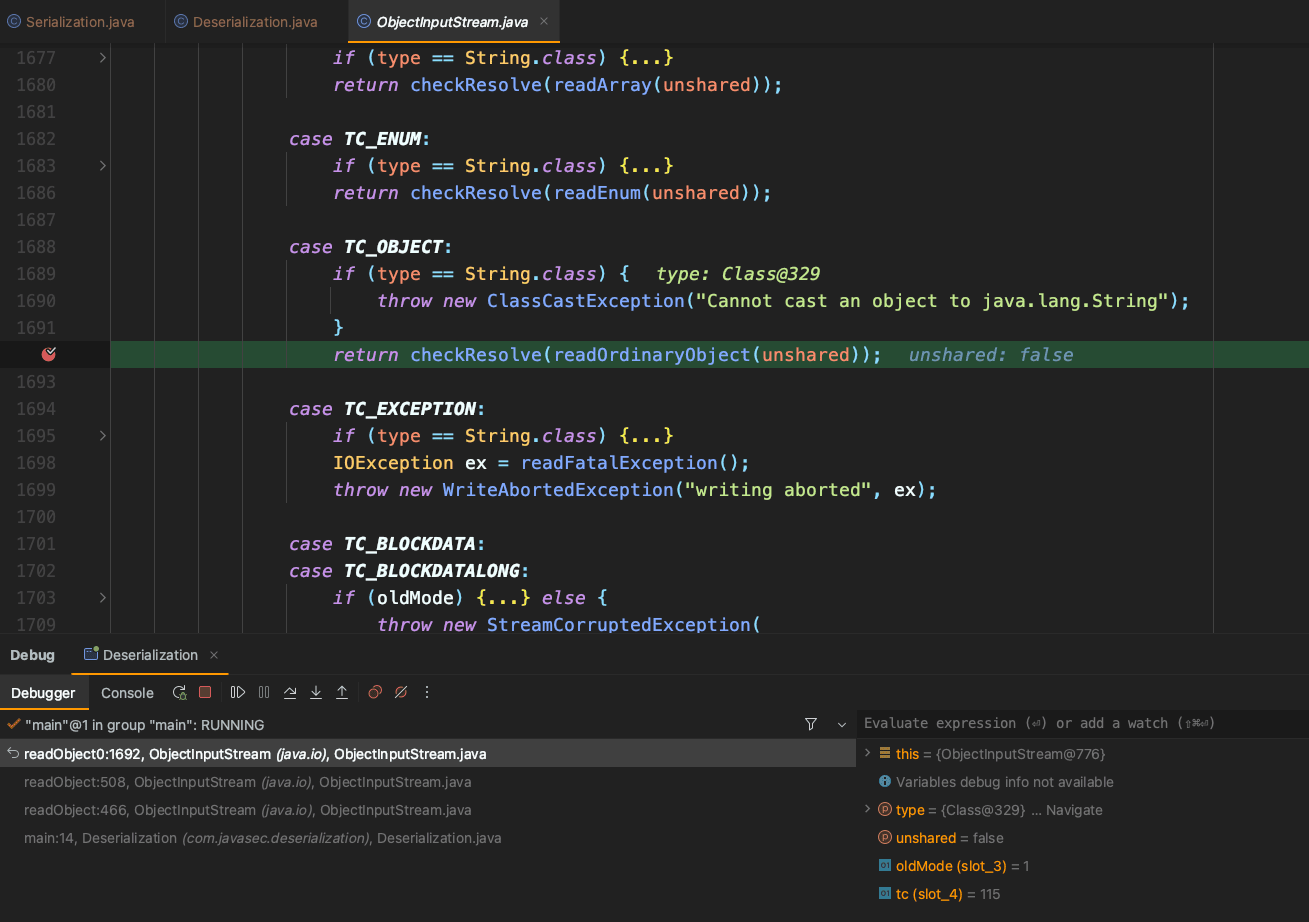 Serialization.java Deserialization.java ObjectInputStream.java
1677 if (type == String.class) {...}
1680 return checkResolve(readArray(unshared));
1681
1682 case TC_ENUM:
1683 if (type == String.class) {...}
1686 return checkResolve(readEnum(unshared));
1687
1688 case TC_OBJECT:
1689 if (type == String.class) { type: Class@329
1690 throw new ClassCastException("Cannot cast an object to java.lang.String");
1691 }
return checkResolve(readOrdinaryObject(unshared)); unshared: false
1693
1694 case TC_EXCEPTION:
1695 if (type == String.class) {...}
1698 IOException ex = readFatalException();
1699 throw new WriteAbortedException("writing aborted", ex);
1700
1701 case TC_BLOCKDATA:
1702 case TC_BLOCKDATALONG:
1703 if (oldMode) {...} else {
1709 throw new StreamCorruptedException(
Debug Deserialization
Debugger Console
"main"@1 in group "main": RUNNING
readObject0:1692, ObjectInputStream (java.io), ObjectInputStream.java
readObject:508, ObjectInputStream (java.io), ObjectInputStream.java
readObject:466, ObjectInputStream (java.io), ObjectInputStream.java
main:14, Deserialization (com.javasec.deserialization), Deserialization.java
Evaluate expression (⏎) or add a watch (⇧⌘⏎)
this = {ObjectInputStream@776}
Variables debug info not available
type = {Class@329} ... Navigate
unshared = false
oldMode (slot_3) = 1
tc (slot_4) = 115